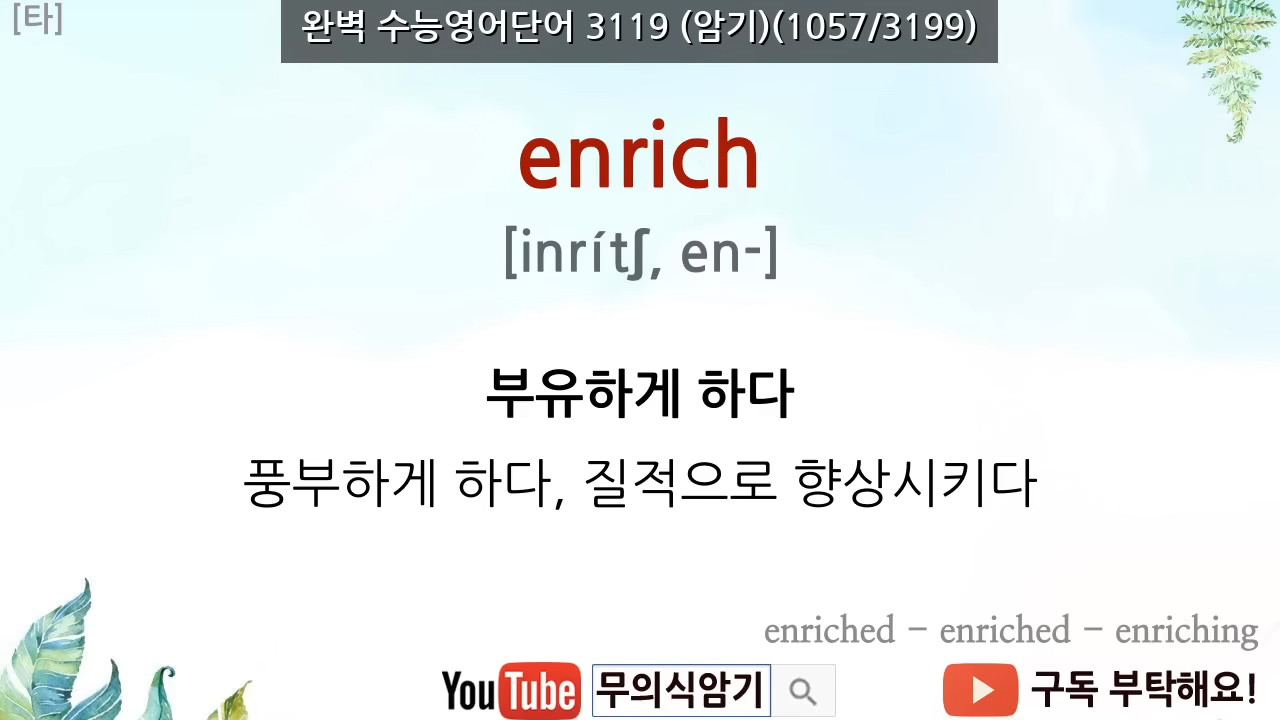 [타]
완벽 수능영어단어 3119 (암기)(1057/3199)
enrich
[inrítʃ, en-]
부유하게 하다
풍부하게 하다, 질적으로 향상시키다
enriched - enriched - enriching
YouTube 무의식암기
구독 부탁해요!